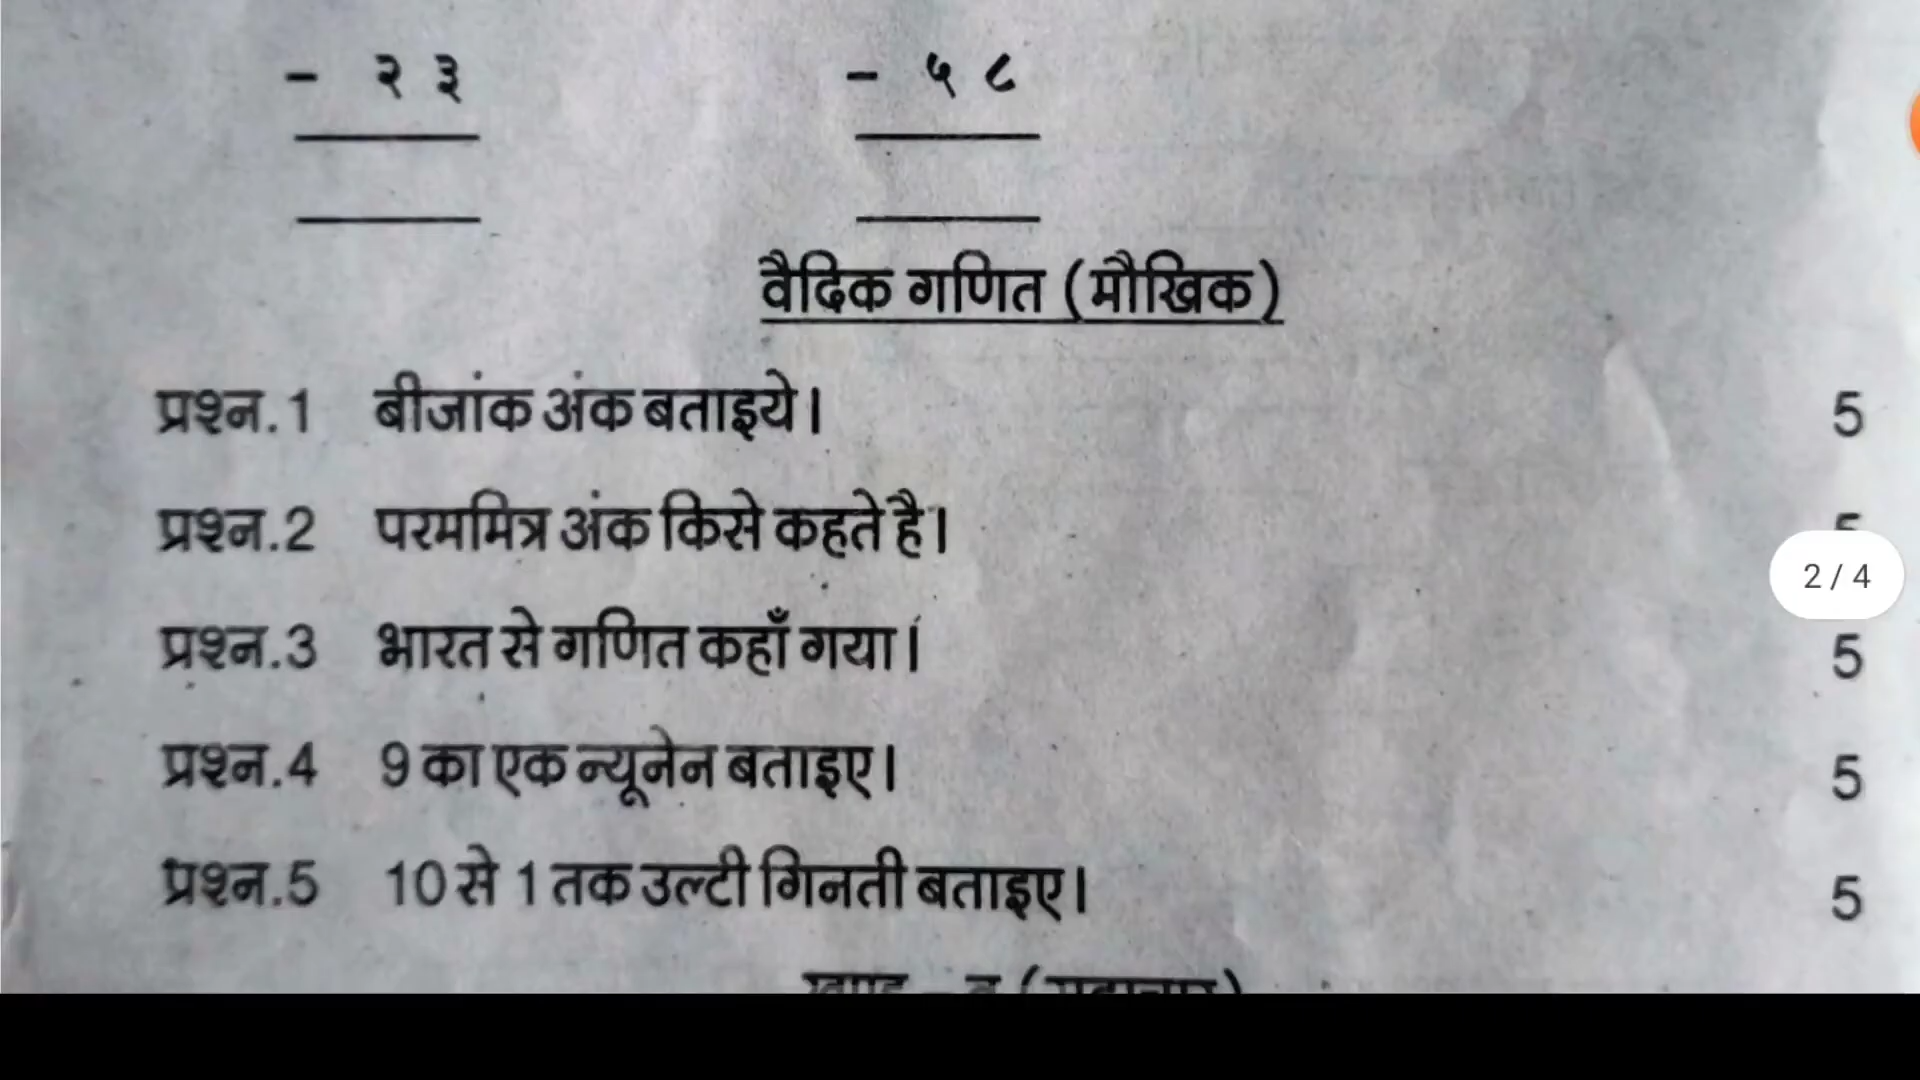 - २ ३ - ५ ८
वैदिक गणित (मौखिक)
प्रश्न.1 बीजांक अंक बताइये। 5
प्रश्न.2 परममित्र अंक किसे कहते है।
2 / 4
प्रश्न.3 भारत से गणित कहाँ गया। 5
प्रश्न.4 9 का एक न्यूनेन बताइए। 5
प्रश्न.5 10 से 1 तक उल्टी गिनती बताइए। 5